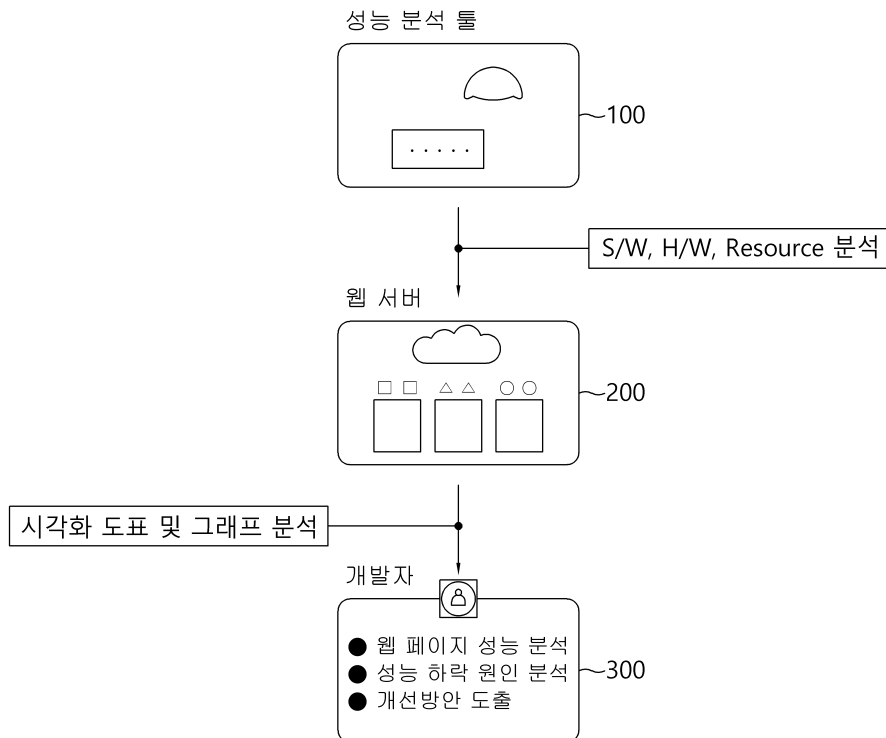 성능 분석 툴
100
S/W, H/W, Resource 분석
웹 서버
200
시각화 도표 및 그래프 분석
개발자
● 웹 페이지 성능 분석
● 성능 하락 원인 분석
● 개선방안 도출
300